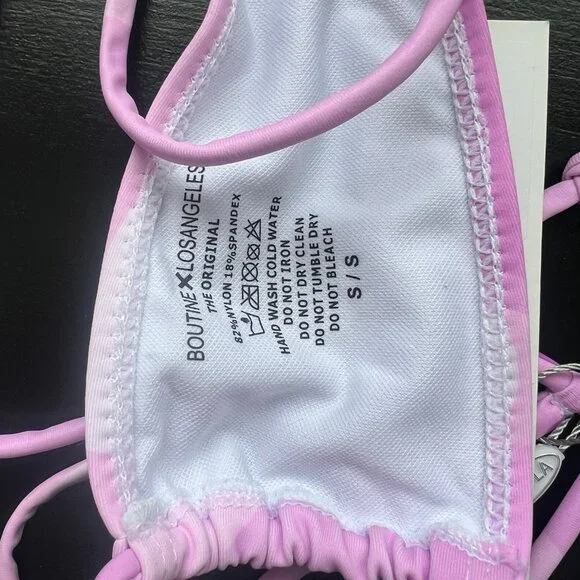 BOUTINE✕LOSANGELES
THE ORIGINAL
82%NYLON 18%SPANDEX
HAND WASH COLD WATER
DO NOT IRON
DO NOT DRY CLEAN
DO NOT TUMBLE DRY
DO NOT BLEACH
S / S
LA